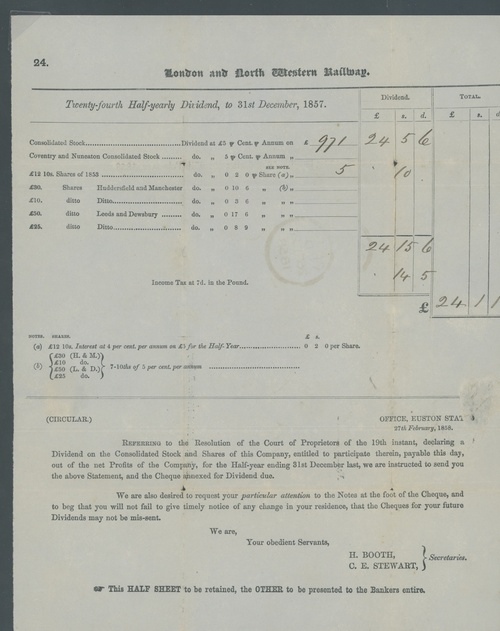 24.
London and North Western Railway.
Twenty-fourth Half-yearly Dividend, to 31st December, 1857.
Dividend. TOTAL.
£ s. d. £ s. d
Consolidated Stock Dividend at £5 ⅌ Cent. ⅌ Annum on £ 971 24 5 6
Coventry and Nuneaton Consolidated Stock do. „ 5 ⅌ Cent. ⅌ Annum „
SEE NOTE.
£12 10s. Shares of 1853 do. „ 0 2 0 ⅌ Share (a) „ 5 10
£20. Shares Huddersfield and Manchester do. „ 0 10 6 „ (b) „
£10. ditto Ditto do. „ 0 3 6 „ „ „
£50. ditto Leeds and Dewsbury do. „ 0 17 6 „ „ „
£25. ditto Ditto do. „ 0 8 9 „ „ „
24 15 6
Income Tax at 7d. in the Pound. 14 5
£ 24 1 1
NOTES. SHARES. £ s.
(a) £12 10s. Interest at 4 per cent. per annum on £5 for the Half-Year 0 2 0 per Share.
(b) £20 (H. & M.)
£10 do.
£50 (L. & D.)
£25 do.
7-10ths of 5 per cent. per annum
(CIRCULAR.) OFFICE, EUSTON STAT
27th February, 1858.
REFERRING to the Resolution of the Court of Proprietors of the 19th instant, declaring a
Dividend on the Consolidated Stock and Shares of this Company, entitled to participate therein, payable this day,
out of the net Profits of the Company, for the Half-year ending 31st December last, we are instructed to send you
the above Statement, and the Cheque annexed for Dividend due.
We are also desired to request your particular attention to the Notes at the foot of the Cheque, and
to beg that you will not fail to give timely notice of any change in your residence, that the Cheques for your future
Dividends may not be mis-sent.
We are,
Your obedient Servants,
H. BOOTH,
C. E. STEWART,
Secretaries.
☞ This HALF SHEET to be retained, the OTHER to be presented to the Bankers entire.